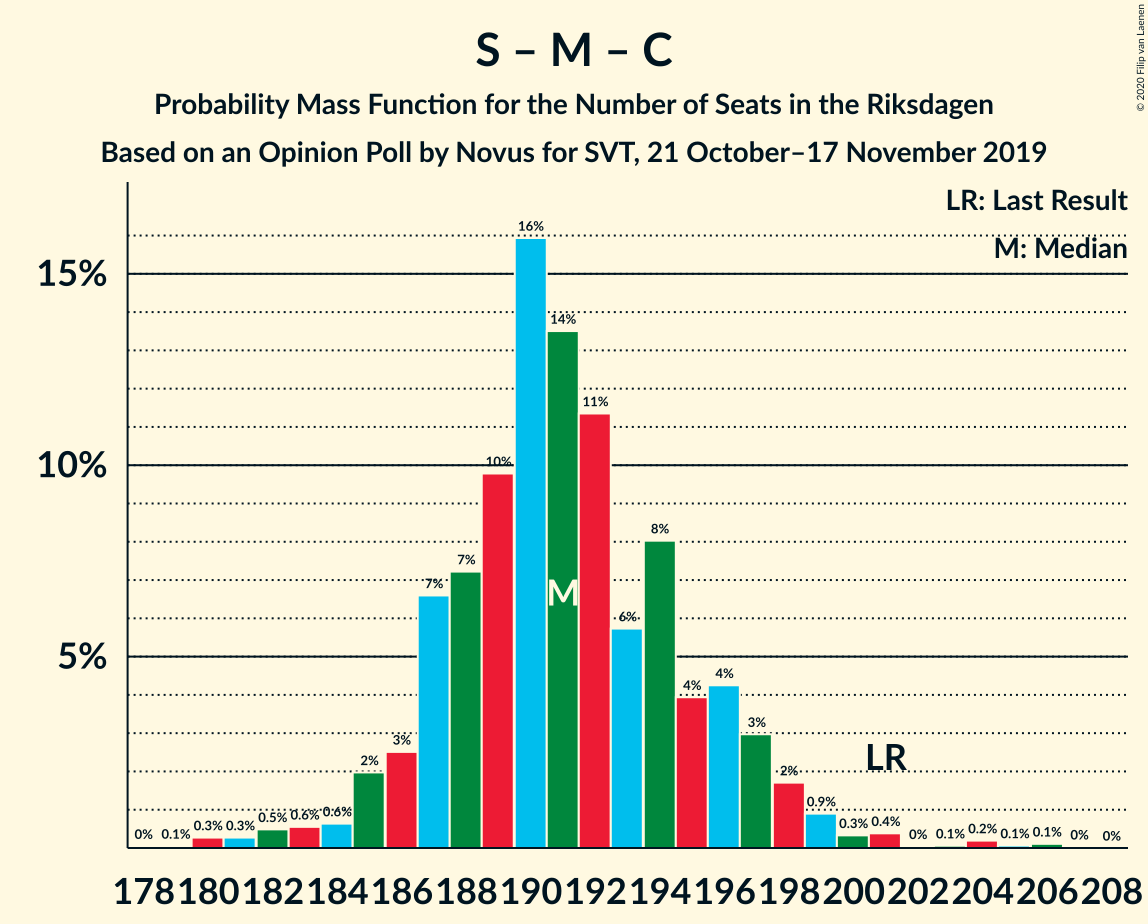 S – M – C
Probability Mass Function for the Number of Seats in the Riksdagen
Based on an Opinion Poll by Novus for SVT, 21 October–17 November 2019
© 2020 Filip van Laenen
LR: Last Result
M: Median
15%
10%
5%
0% 0.1% 0.3% 0.3% 0.5% 0.6% 0.6% 2% 3% 7% 7% 10% 16% 14% 11% 6% 8% 4% 4% 3% 2% 0.9% 0.3% 0.4% 0% 0.1% 0.2% 0.1% 0.1% 0% 0%
M
LR
178 180 182 184 186 188 190 192 194 196 198 200 202 204 206 208